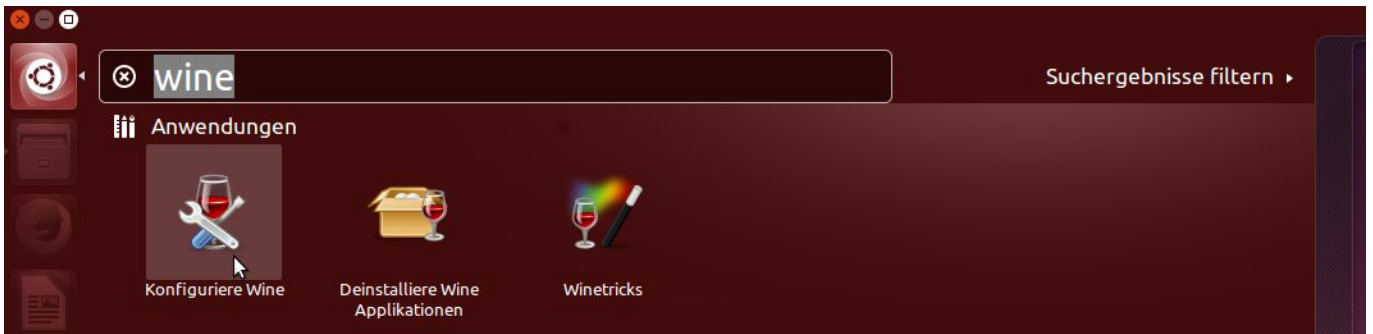 wine
Suchergebnisse filtern
Anwendungen
Konfiguriere Wine
Deinstalliere Wine
Applikationen
Winetricks